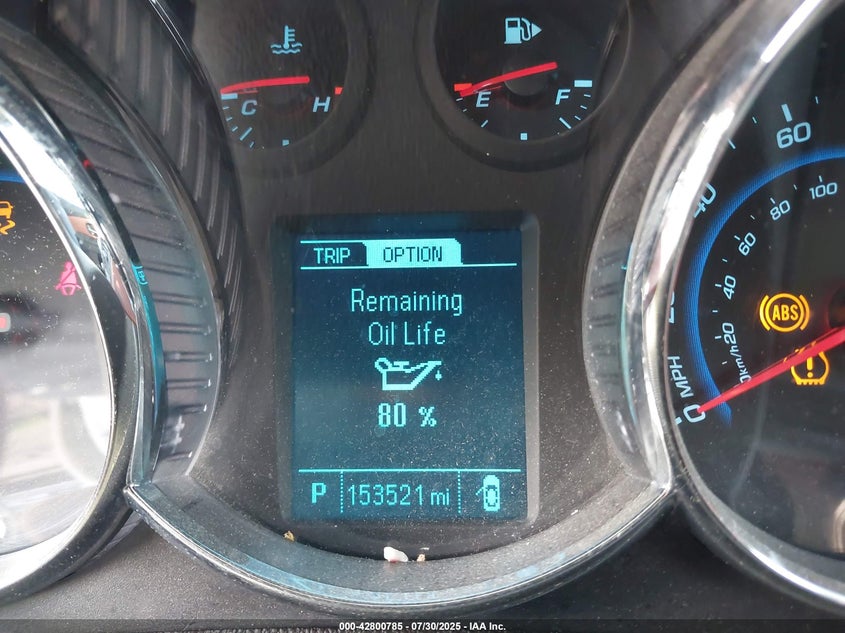 C H
E F
TRIP OPTION
Remaining
Oil Life
80 %
P 153521 mi
60
40
100
80
60
40
20
km/h
0 MPH
ABS
000-42800785 - 07/30/2025 - IAA Inc.